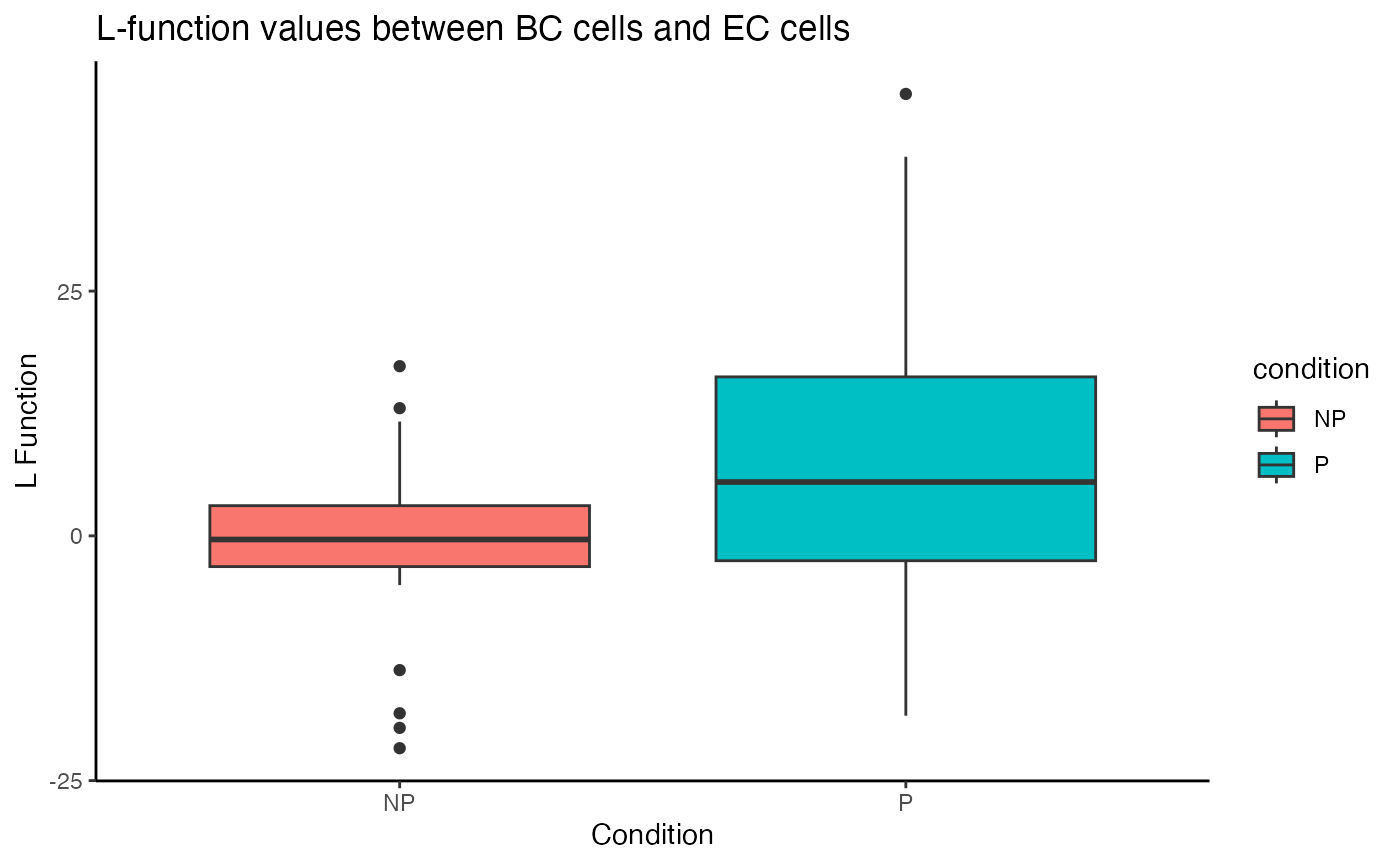 L-function values between BC cells and EC cells
L Function
25
0
-25
NP
P
Condition
condition
NP
P